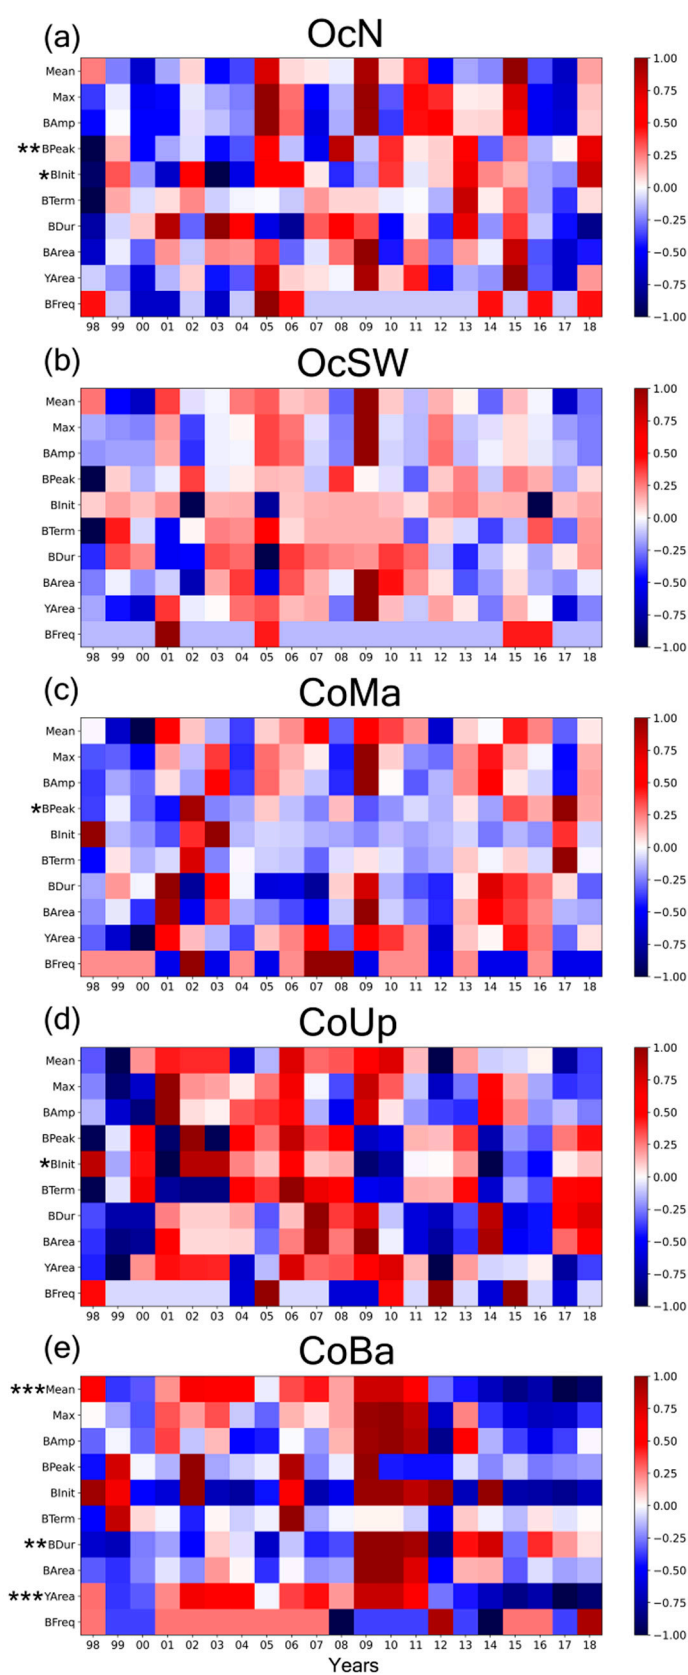 (a) OcN
Mean
Max
BAmp
**BPeak
*BInit
BTerm
BDur
BArea
YArea
BFreq
98 99 00 01 02 03 04 05 06 07 08 09 10 11 12 13 14 15 16 17 18
1.00
0.75
0.50
0.25
0.00
−0.25
−0.50
−0.75
−1.00
(b) OcSW
Mean
Max
BAmp
BPeak
BInit
BTerm
BDur
BArea
YArea
BFreq
98 99 00 01 02 03 04 05 06 07 08 09 10 11 12 13 14 15 16 17 18
1.00
0.75
0.50
0.25
0.00
−0.25
−0.50
−0.75
−1.00
(c) CoMa
Mean
Max
BAmp
*BPeak
BInit
BTerm
BDur
BArea
YArea
BFreq
98 99 00 01 02 03 04 05 06 07 08 09 10 11 12 13 14 15 16 17 18
1.00
0.75
0.50
0.25
0.00
−0.25
−0.50
−0.75
−1.00
(d) CoUp
Mean
Max
BAmp
BPeak
*BInit
BTerm
BDur
BArea
YArea
BFreq
98 99 00 01 02 03 04 05 06 07 08 09 10 11 12 13 14 15 16 17 18
1.00
0.75
0.50
0.25
0.00
−0.25
−0.50
−0.75
−1.00
(e) CoBa
***Mean
Max
BAmp
BPeak
BInit
BTerm
**BDur
BArea
***YArea
BFreq
98 99 00 01 02 03 04 05 06 07 08 09 10 11 12 13 14 15 16 17 18
Years
1.00
0.75
0.50
0.25
0.00
−0.25
−0.50
−0.75
−1.00